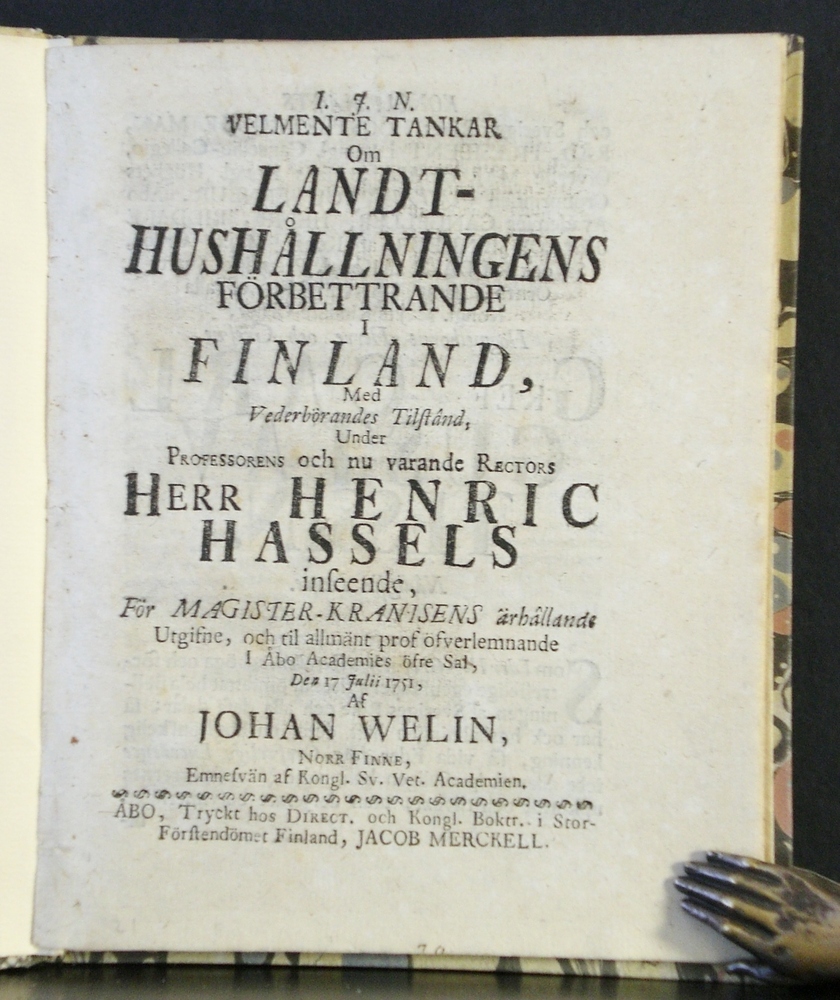 I. J. N.
VELMENTE TANKAR
Om
LANDT-
HUSHÅLLNINGENS
FÖRBETTRANDE
I
FINLAND,
Med
Vederbörandes Tilſtånd,
Under
PROFESSORENS och nu varande RECTORS
HERR HENRIC
HASSELS
inſeende,
För MAGISTER-KRANSENS ärhållande
Utgifne, och til allmänt prof öfverlemnande
I Åbo Academies öfre Sal,
Den 17 Julii 1751,
Af
JOHAN WELIN,
NORR FINNE,
Emneſvän af Kongl. Sv. Vet. Academien.
ÅBO, Tryckt hos DIRECT. och Kongl. Boktr. i Stor-
Förſtendömet Finland, JACOB MERCKELL.